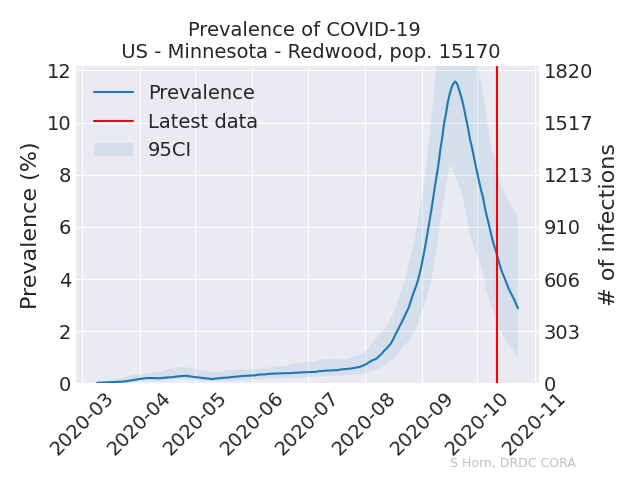 Prevalence of COVID-19
US - Minnesota - Redwood, pop. 15170
Prevalence (%)
12
10
8
6
4
2
0
Prevalence
Latest data
95CI
1820
1517
1213
910
606
303
0
# of infections
2020-03
2020-04
2020-05
2020-06
2020-07
2020-08
2020-09
2020-10
2020-11
S Horn, DRDC CORA